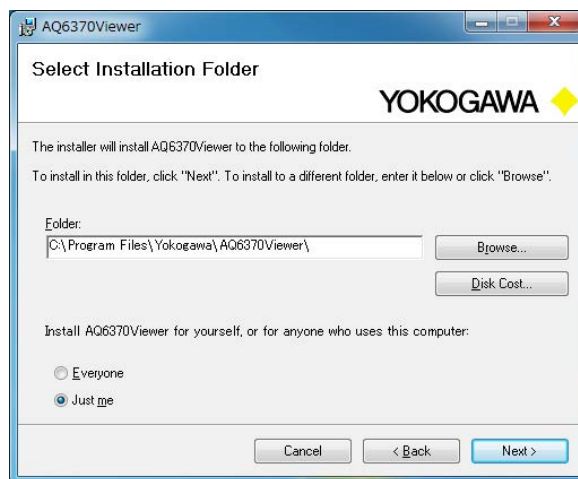 AQ6370Viewer
Select Installation Folder
YOKOGAWA
The installer will install AQ6370Viewer to the following folder.
To install in this folder, click "Next". To install to a different folder, enter it below or click "Browse".
Folder:
C:\Program Files\Yokogawa\AQ6370Viewer\
Browse...
Disk Cost...
Install AQ6370Viewer for yourself, or for anyone who uses this computer:
Everyone
Just me
Cancel
< Back
Next >